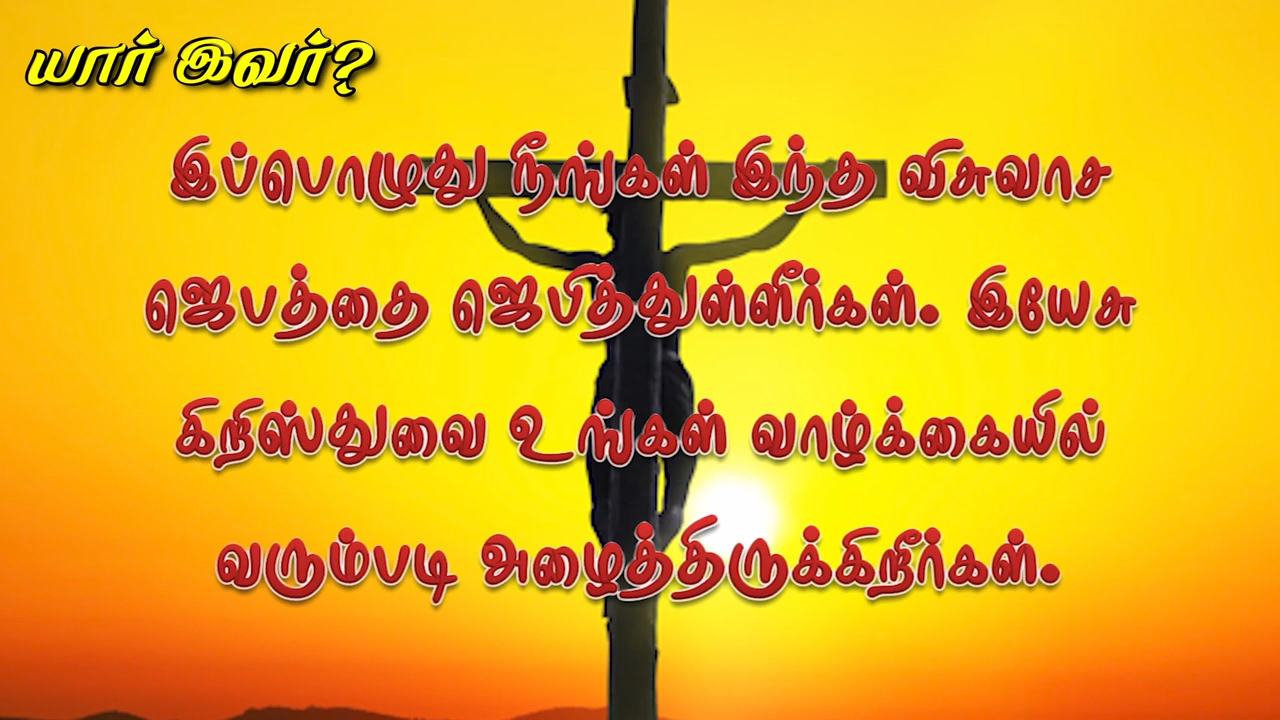 யார் இவர்?
இப்பொழுது நீங்கள் இந்த விசுவாச
ஜெபத்தை ஜெபித்துள்ளீர்கள். இயேசு
கிறிஸ்துவை உங்கள் வாழ்க்கையில்
வரும்படி அழைத்திருக்கிறீர்கள்.